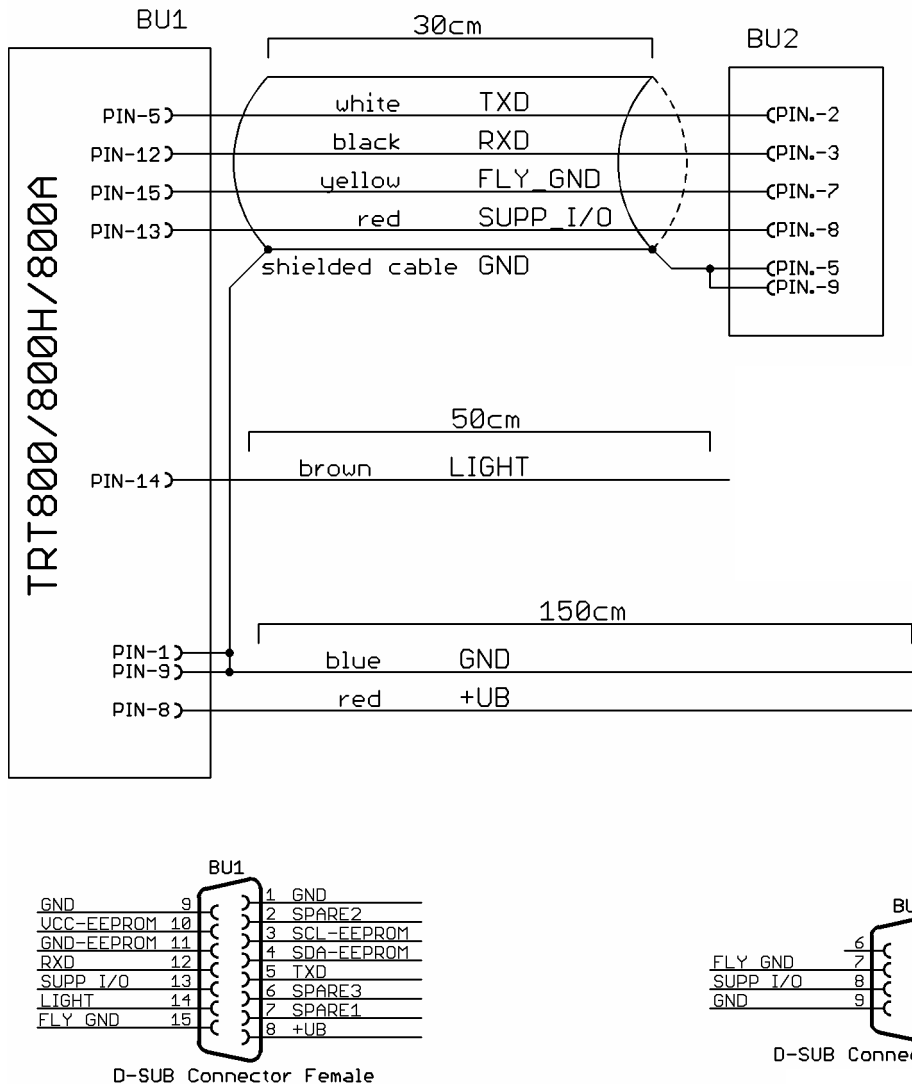 BU1
30cm
BU2
PIN-5 white TXD PIN.-2
PIN-12 black RXD PIN.-3
PIN-15 yellow FLY_GND PIN.-7
PIN-13 red SUPP_I/O PIN.-8
shielded cable GND PIN.-5
PIN.-9
TRT800/800H/800A
50cm
PIN-14 brown LIGHT
150cm
PIN-1
PIN-9 blue GND
PIN-8 red +UB
BU1
GND 9
VCC-EEPROM 10
GND-EEPROM 11
RXD 12
SUPP I/O 13
LIGHT 14
FLY GND 15
1 GND
2 SPARE2
3 SCL-EEPROM
4 SDA-EEPROM
5 TXD
6 SPARE3
7 SPARE1
8 +UB
D-SUB Connector Female
BU
6
FLY GND 7
SUPP I/O 8
GND 9
D-SUB Connec